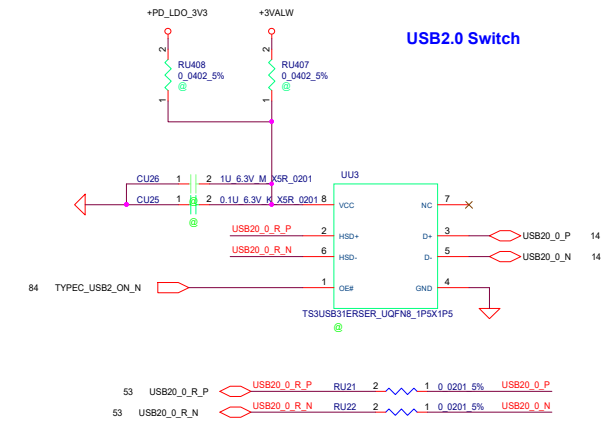 +PD_LDO_3V3 +3VALW
USB2.0 Switch
2 2
RU408 RU407
0_0402_5% 0_0402_5%
@ @
1 1
CU26 1 2 1U_6.3V_M_X5R_0201 UU3
CU25 1 @ 2 0.1U_6.3V_K_X5R_0201 8 VCC NC 7
@
USB20_0_R_P 2 HSD+ D+ 3 USB20_0_P 14
USB20_0_R_N 6 HSD- D- 5 USB20_0_N 14
84 TYPEC_USB2_ON_N 1 OE# GND 4
TS3USB31ERSER_UQFN8_1P5X1P5
@
53 USB20_0_R_P USB20_0_R_P RU21 2 1 0_0201_5% USB20_0_P
53 USB20_0_R_N USB20_0_R_N RU22 2 1 0_0201_5% USB20_0_N